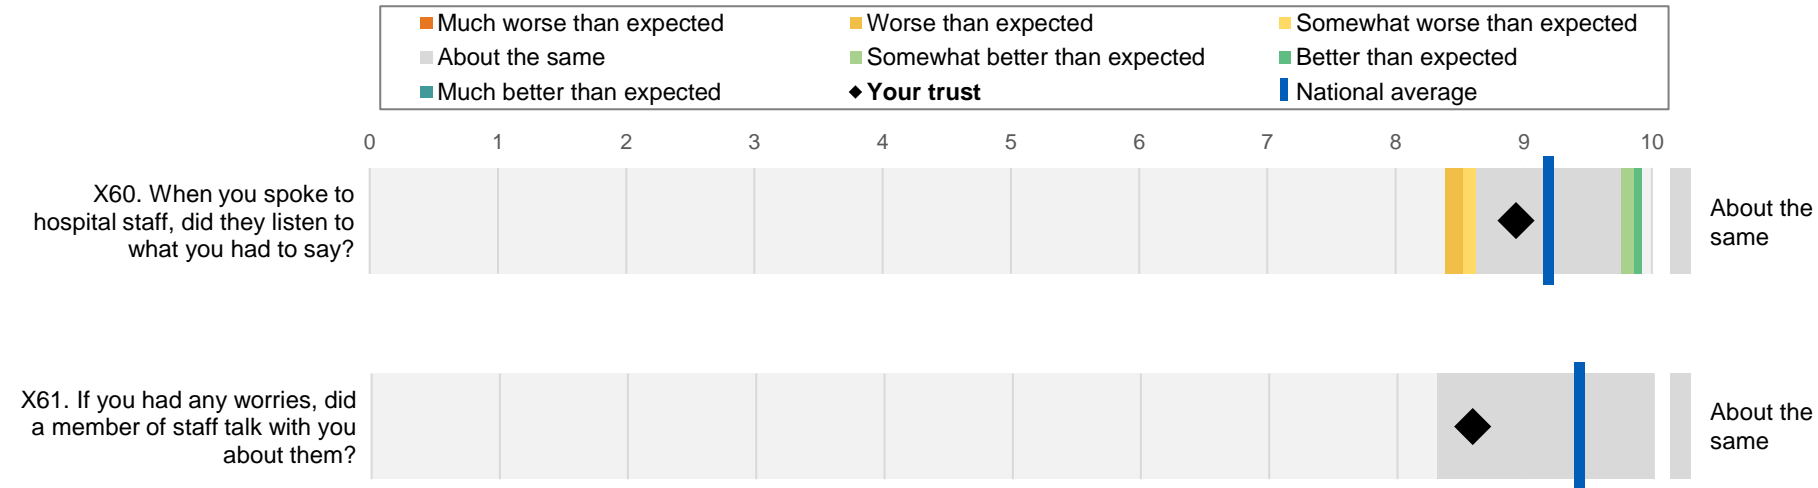 Much worse than expected
Worse than expected
Somewhat worse than expected
About the same
Somewhat better than expected
Better than expected
Much better than expected
Your trust
National average
0 1 2 3 4 5 6 7 8 9 10
X60. When you spoke to
hospital staff, did they listen to
what you had to say?
About the
same
X61. If you had any worries, did
a member of staff talk with you
about them?
About the
same